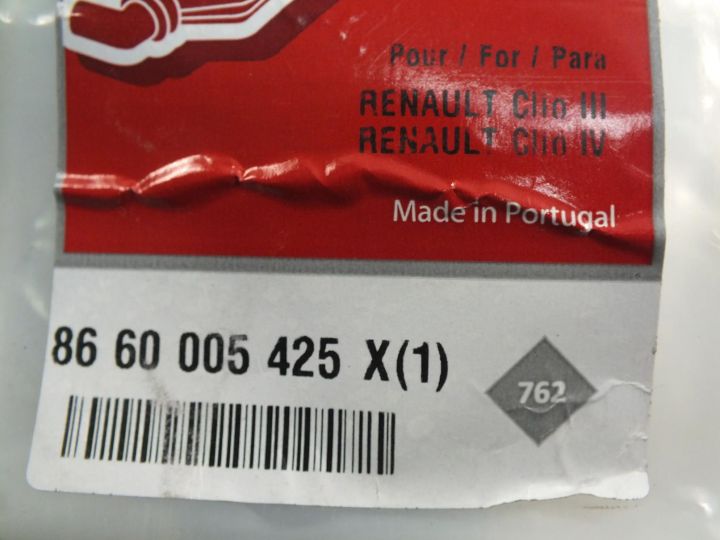 Pour / For / Para
RENAULT Clio III
RENAULT Clio IV
Made in Portugal
86 60 005 425 X(1)
762